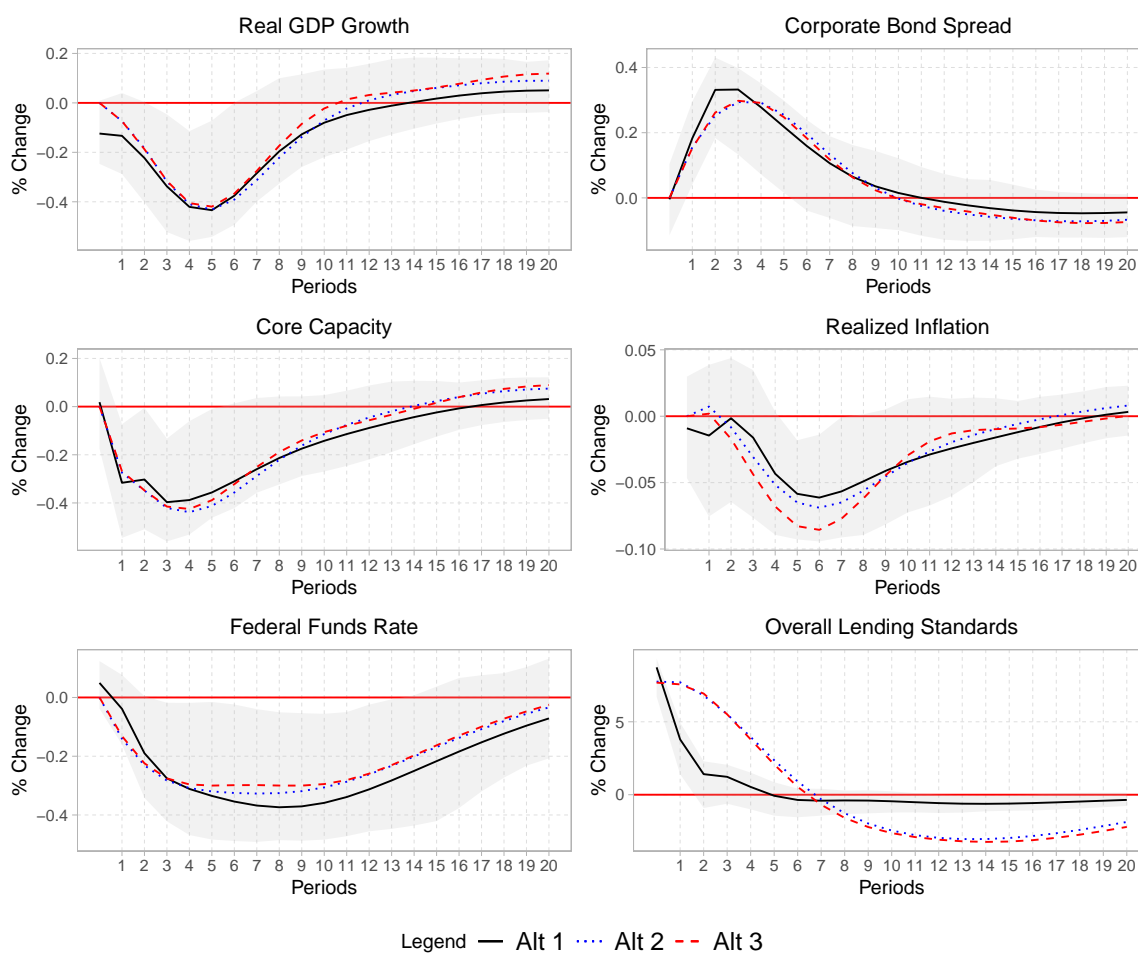 Real GDP Growth
% Change
0.2
0.0
−0.2
−0.4
1 2 3 4 5 6 7 8 9 10 11 12 13 14 15 16 17 18 19 20
Periods
Corporate Bond Spread
% Change
0.4
0.2
0.0
1 2 3 4 5 6 7 8 9 10 11 12 13 14 15 16 17 18 19 20
Periods
Core Capacity
% Change
0.2
0.0
−0.2
−0.4
1 2 3 4 5 6 7 8 9 10 11 12 13 14 15 16 17 18 19 20
Periods
Realized Inflation
% Change
0.05
0.00
−0.05
−0.10
1 2 3 4 5 6 7 8 9 10 11 12 13 14 15 16 17 18 19 20
Periods
Federal Funds Rate
% Change
0.0
−0.2
−0.4
1 2 3 4 5 6 7 8 9 10 11 12 13 14 15 16 17 18 19 20
Periods
Overall Lending Standards
% Change
5
0
1 2 3 4 5 6 7 8 9 10 11 12 13 14 15 16 17 18 19 20
Periods
Legend Alt 1 Alt 2 Alt 3